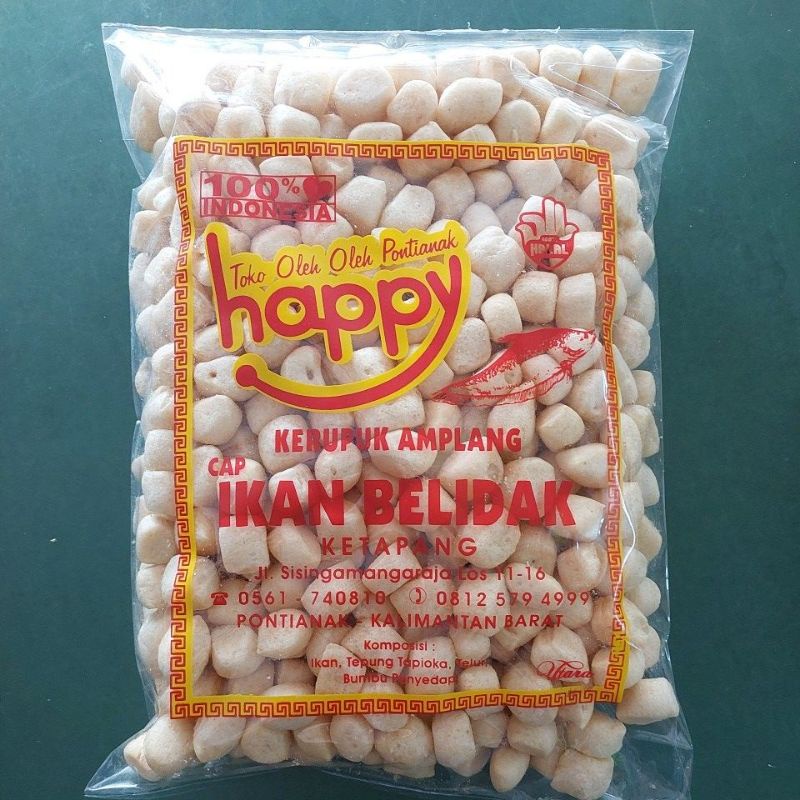 100%
INDONESIA
Toko Oleh Oleh Pontianak
happy
HALAL
KERUPUK AMPLANG
CAP
IKAN BELIDAK
KETAPANG
Jl. Sisingamangaraja Los 11-16
☎ 0561 - 740810 ✆ 0812 579 4999
PONTIANAK - KALIMANTAN BARAT
Komposisi :
Ikan, Tepung Tapioka, Telur,
Bumbu Penyedap
Utara